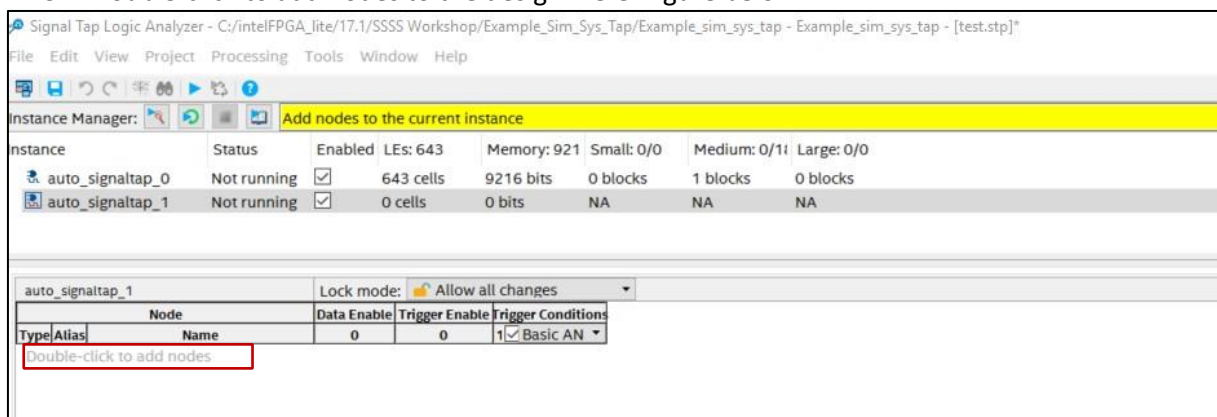 Signal Tap Logic Analyzer - C:/intelFPGA_lite/17.1/SSSS Workshop/Example_Sim_Sys_Tap/Example_sim_sys_tap - Example_sim_sys_tap - [test.stp]*
File Edit View Project Processing Tools Window Help
Instance Manager: Add nodes to the current instance
Instance Status Enabled LEs: 643 Memory: 921 Small: 0/0 Medium: 0/18 Large: 0/0
auto_signaltap_0 Not running 643 cells 9216 bits 0 blocks 1 blocks 0 blocks
auto_signaltap_1 Not running 0 cells 0 bits NA NA NA
auto_signaltap_1 Lock mode: Allow all changes
Node Data Enable Trigger Enable Trigger Conditions
Type Alias Name 0 0 1 Basic AN
Double-click to add nodes